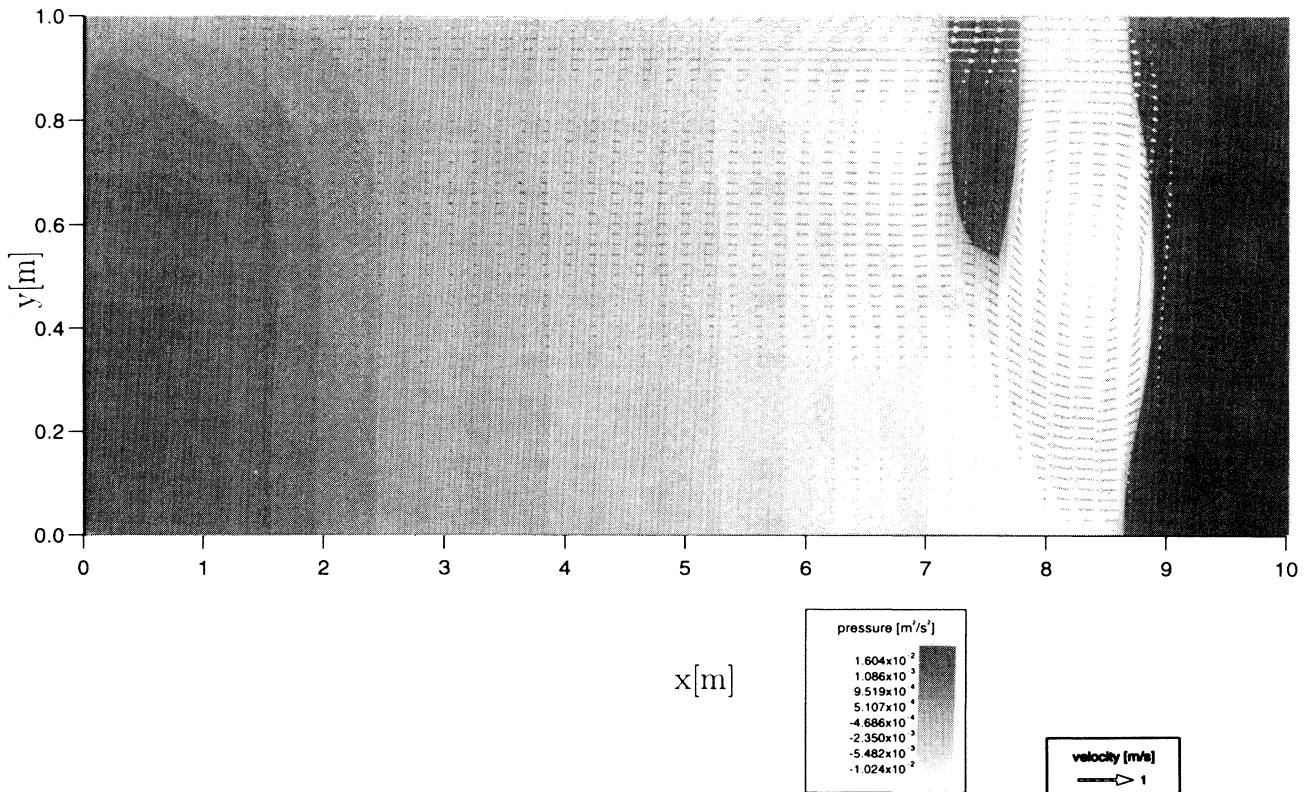 1.0
0.8
0.6
y[m]
0.4
0.2
0.0
0 1 2 3 4 5 6 7 8 9 10
x[m]
pressure [m²/s²]
1.604x10⁻²
1.086x10⁻³
9.519x10⁻⁴
5.107x10⁻⁴
-4.686x10⁻⁴
-2.350x10⁻³
-5.482x10⁻³
-1.024x10⁻²
velocity [m/s]
1